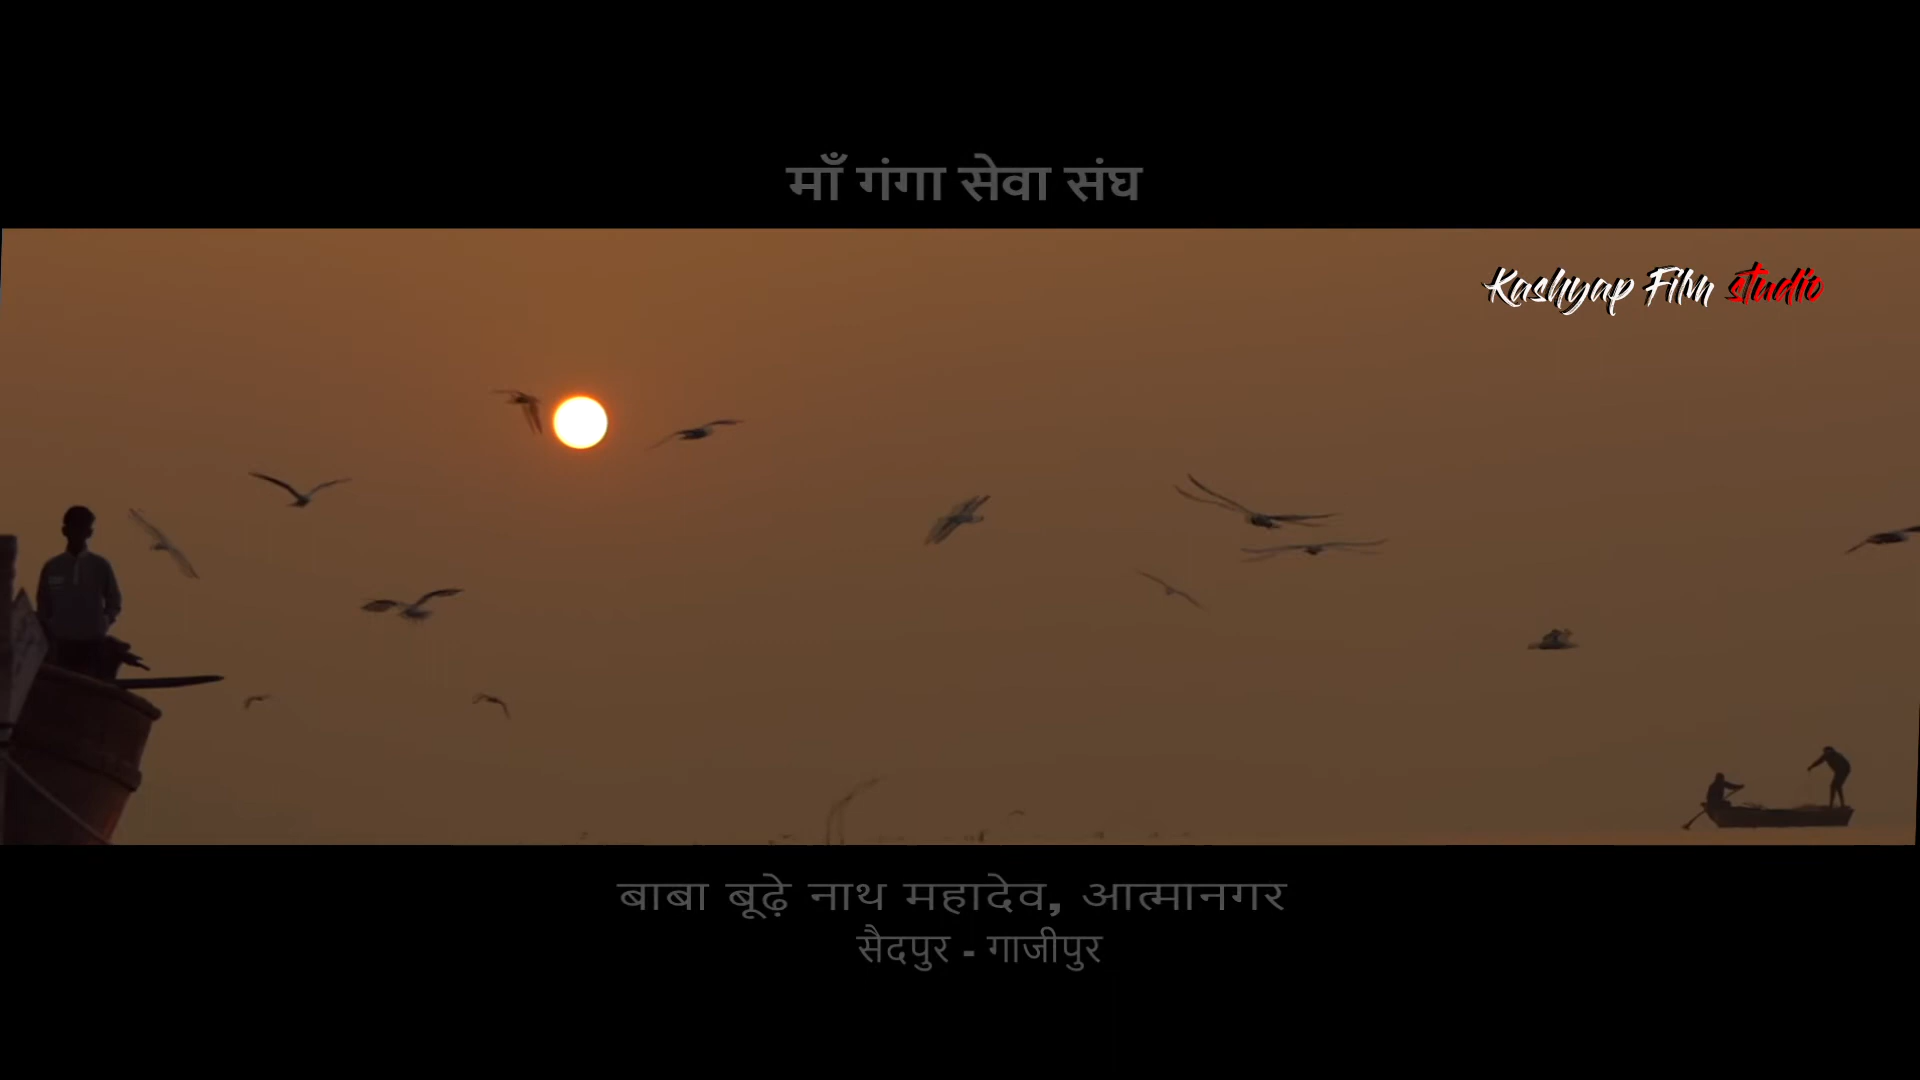 माँ गंगा सेवा संघ
Kashyap Film studio
बाबा बूढ़े नाथ महादेव, आत्मानगर
सैदपुर - गाजीपुर